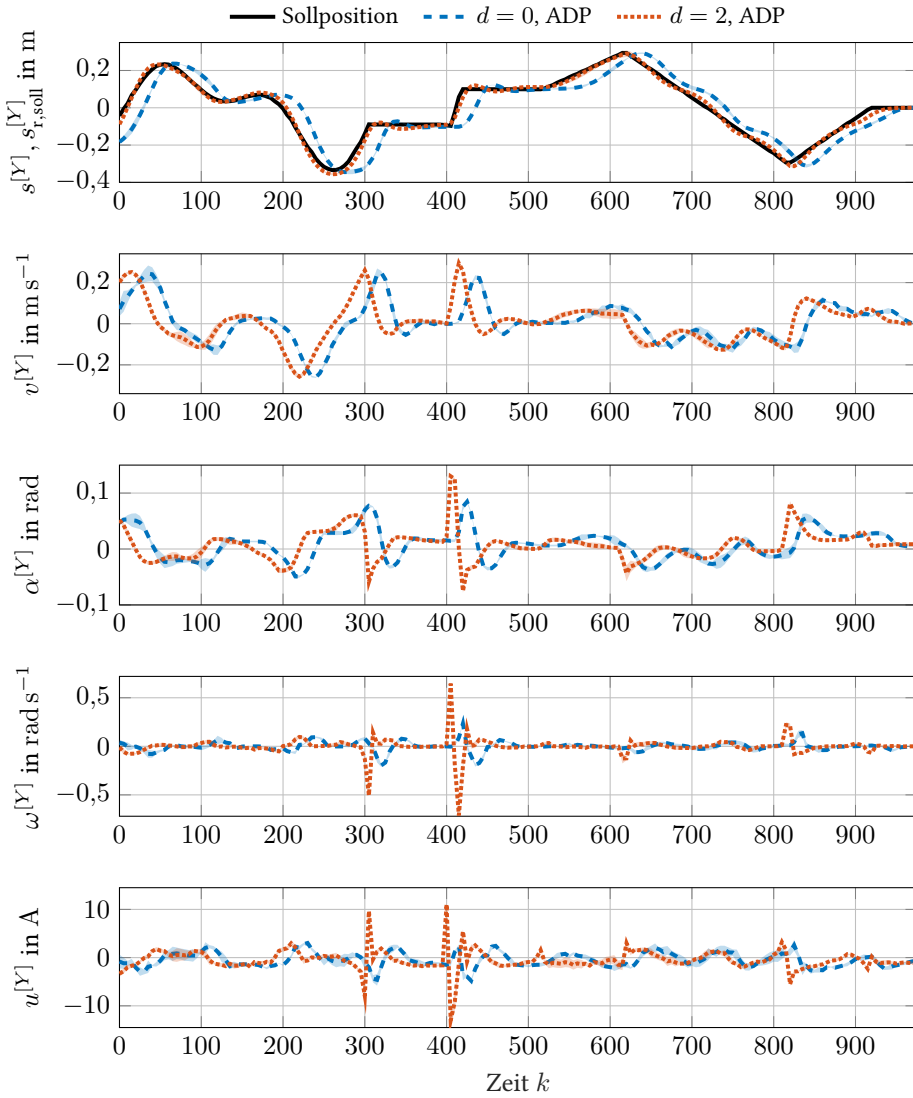 Sollposition d = 0, ADP d = 2, ADP
s^{[Y]}, s_{r,soll}^{[Y]} in m
0,2
0
−0,2
−0,4
0 100 200 300 400 500 600 700 800 900
v^{[Y]} in m s^{−1}
0,2
0
−0,2
0 100 200 300 400 500 600 700 800 900
α^{[Y]} in rad
0,1
0
−0,1
0 100 200 300 400 500 600 700 800 900
ω^{[Y]} in rad s^{−1}
0,5
0
−0,5
0 100 200 300 400 500 600 700 800 900
u^{[Y]} in A
10
0
−10
0 100 200 300 400 500 600 700 800 900
Zeit k